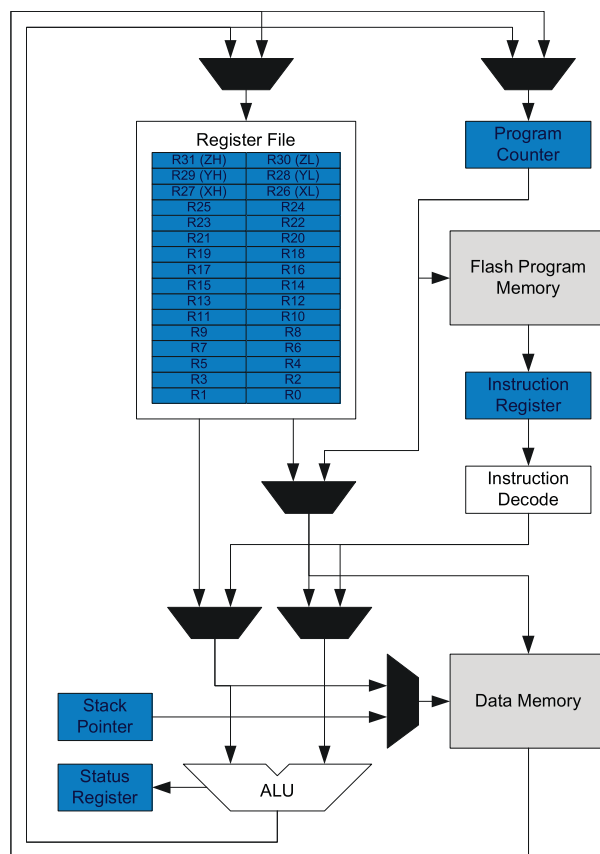 Register File
R31 (ZH) R30 (ZL)
R29 (YH) R28 (YL)
R27 (XH) R26 (XL)
R25 R24
R23 R22
R21 R20
R19 R18
R17 R16
R15 R14
R13 R12
R11 R10
R9 R8
R7 R6
R5 R4
R3 R2
R1 R0
Program
Counter
Flash Program
Memory
Instruction
Register
Instruction
Decode
Stack
Pointer
Data Memory
Status
Register
ALU